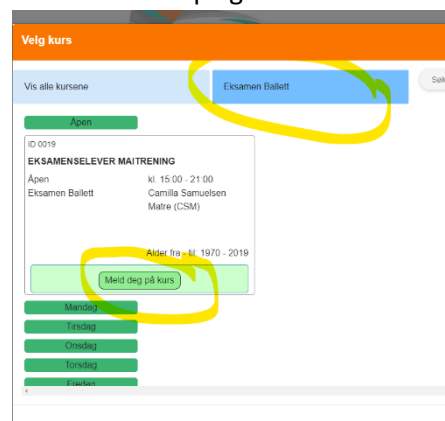 Velg kurs
Vis alle kursene
Eksamen Ballett
Søk
Åpen
ID 0019
EKSAMENSELEVER MAITRENING
Åpen
kl. 15:00 - 21:00
Eksamen Ballett
Camilla Samuelsen
Matre (CSM)
Alder fra - til: 1970 - 2019
Meld deg på kurs
Mandag
Tirsdag
Onsdag
Torsdag
Fredag